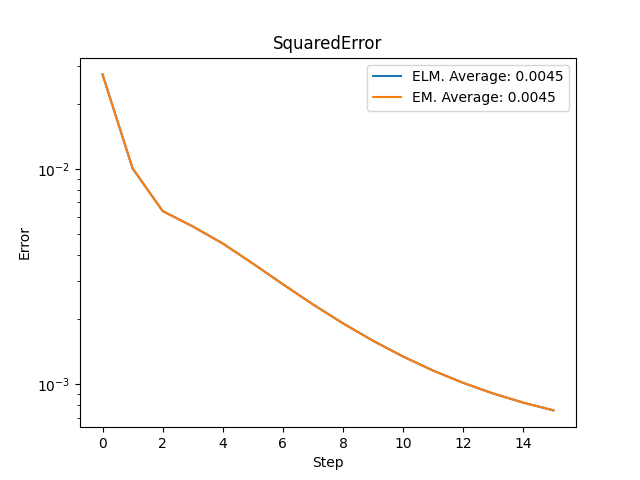 SquaredError
ELM. Average: 0.0045
EM. Average: 0.0045
10⁻²
10⁻³
Error
0 2 4 6 8 10 12 14
Step